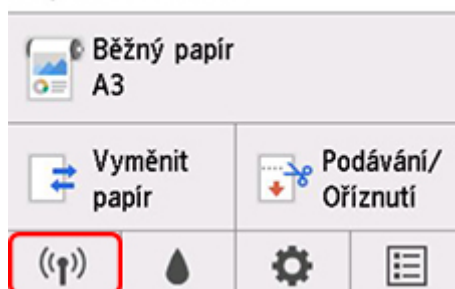 Běžný papír
A3
Vyměnit
papír
Podávání/
Oříznutí